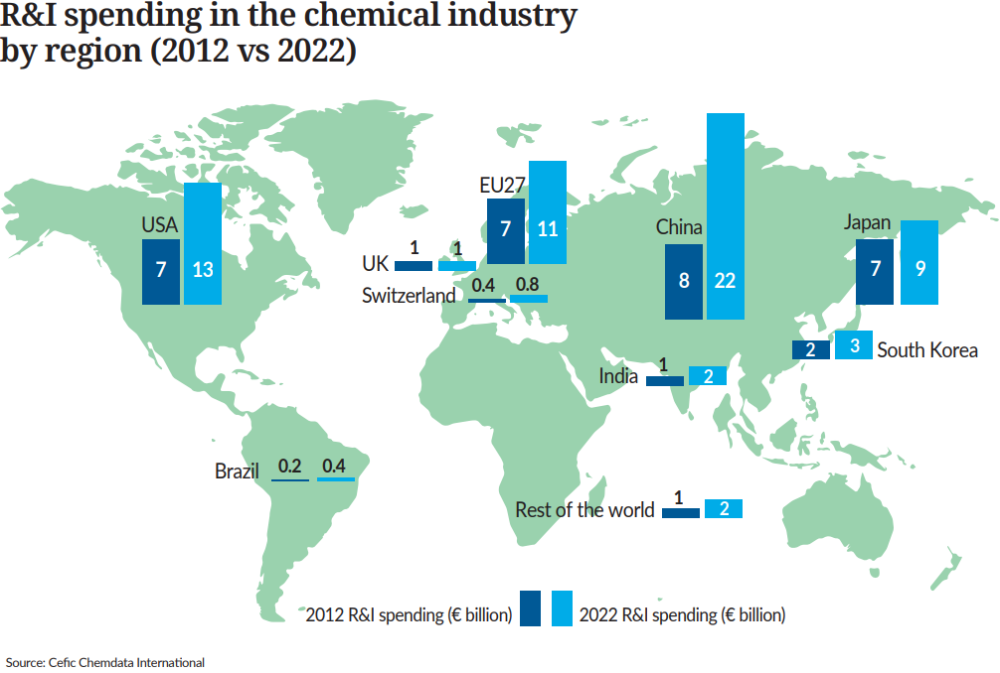 R&I spending in the chemical industry
by region (2012 vs 2022)
USA
7
13
EU27
7
11
UK
1
1
Switzerland
0.4
0.8
China
8
22
Japan
7
9
2
3
South Korea
India
1
2
Brazil
0.2
0.4
Rest of the world
1
2
2012 R&I spending (€ billion)
2022 R&I spending (€ billion)
Source: Cefic Chemdata International